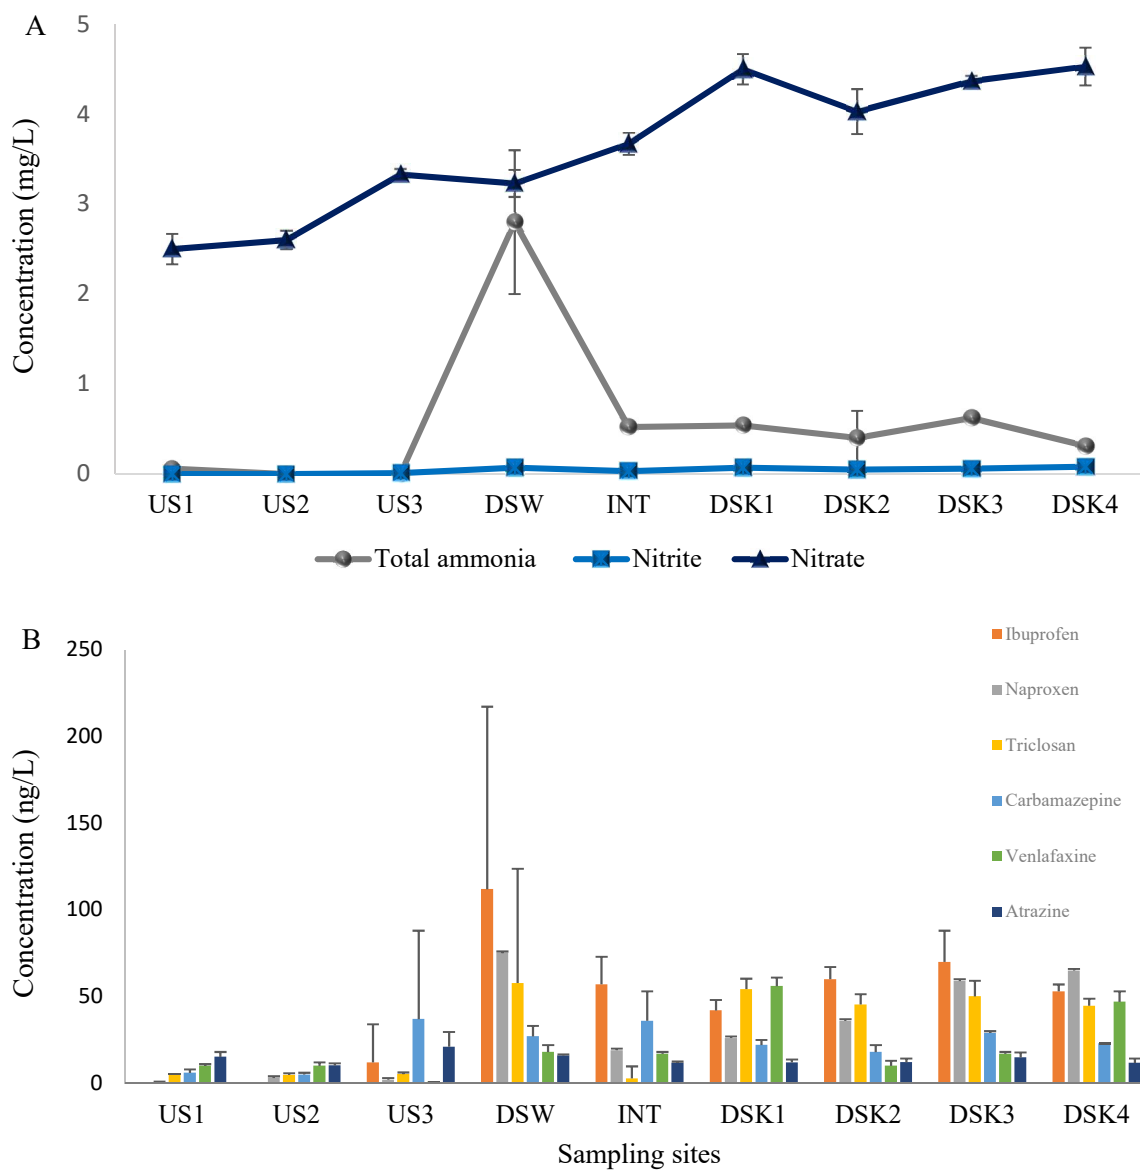 A
5
4
3
2
1
0
Concentration (mg/L)
US1 US2 US3 DSW INT DSK1 DSK2 DSK3 DSK4
Total ammonia Nitrite Nitrate
B
250
200
150
100
50
0
Concentration (ng/L)
Ibuprofen
Naproxen
Triclosan
Carbamazepine
Venlafaxine
Atrazine
US1 US2 US3 DSW INT DSK1 DSK2 DSK3 DSK4
Sampling sites